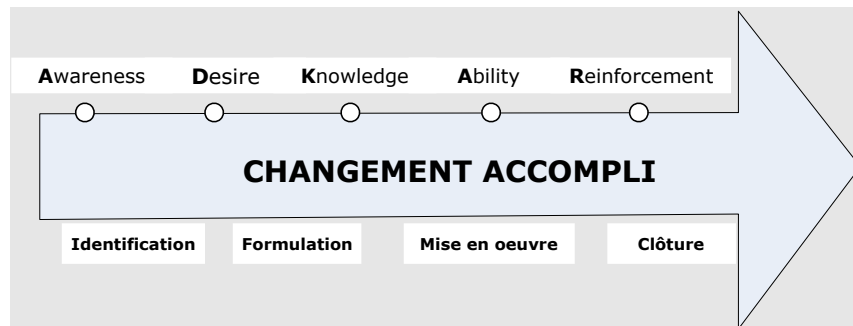 Awareness Desire Knowledge Ability Reinforcement
CHANGEMENT ACCOMPLI
Identification Formulation Mise en oeuvre Clôture